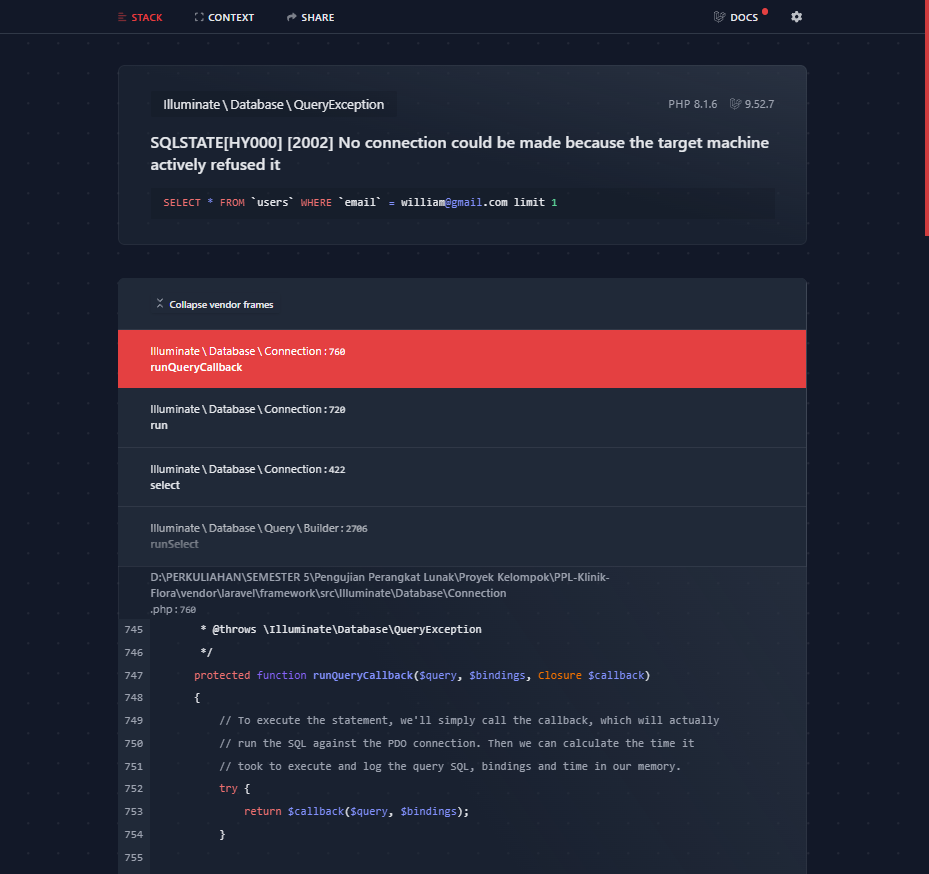 STACK CONTEXT SHARE DOCS
Illuminate\Database\QueryException PHP 8.1.6 9.52.7
SQLSTATE[HY000] [2002] No connection could be made because the target machine
actively refused it
SELECT * FROM `users` WHERE `email` = william@gmail.com limit 1
Collapse vendor frames
Illuminate\Database\Connection:760
runQueryCallback
Illuminate\Database\Connection:720
run
Illuminate\Database\Connection:422
select
Illuminate\Database\Query\Builder:2706
runSelect
D:\PERKULIAHAN\SEMESTER 5\Pengujian Perangkat Lunak\Proyek Kelompok\PPL-Klinik-
Flora\vendor\laravel\framework\src\Illuminate\Database\Connection
.php:760
745 * @throws \Illuminate\Database\QueryException
746 */
747 protected function runQueryCallback($query, $bindings, Closure $callback)
748 {
749 // To execute the statement, we'll simply call the callback, which will actually
750 // run the SQL against the PDO connection. Then we can calculate the time it
751 // took to execute and log the query SQL, bindings and time in our memory.
752 try {
753 return $callback($query, $bindings);
754 }
755